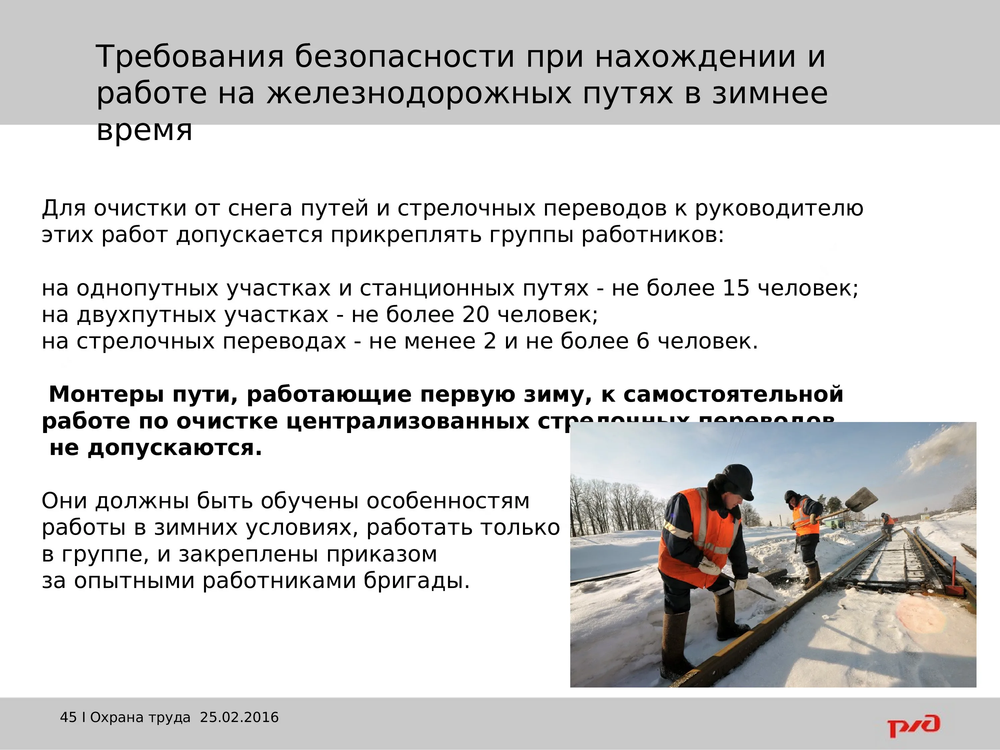 Требования безопасности при нахождении и
работе на железнодорожных путях в зимнее
время
Для очистки от снега путей и стрелочных переводов к руководителю
этих работ допускается прикреплять группы работников:
на однопутных участках и станционных путях - не более 15 человек;
на двухпутных участках - не более 20 человек;
на стрелочных переводах - не менее 2 и не более 6 человек.
Монтеры пути, работающие первую зиму, к самостоятельной
работе по очистке централизованных стрелочных переводов
не допускаются.
Они должны быть обучены особенностям
работы в зимних условиях, работать только
в группе, и закреплены приказом
за опытными работниками бригады.
45 I Охрана труда 25.02.2016
ржд